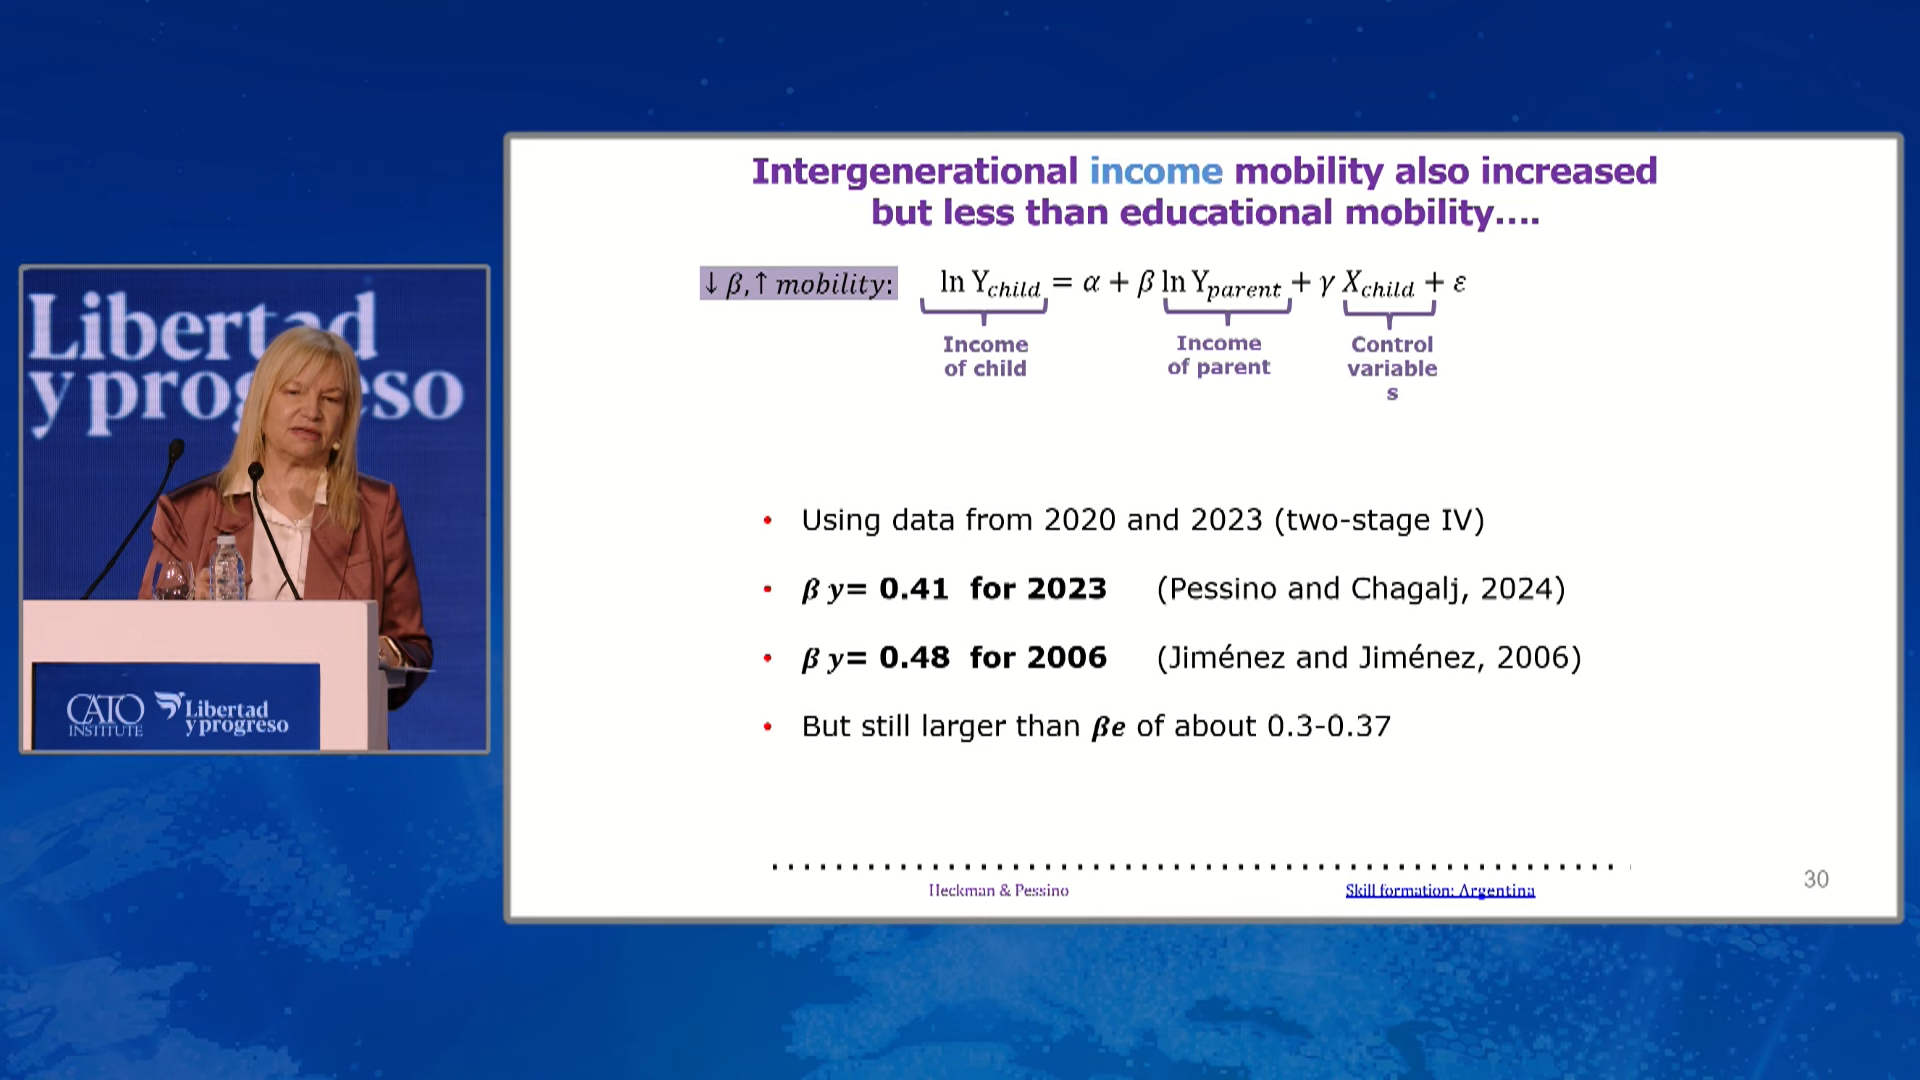 Intergenerational income mobility also increased
but less than educational mobility....
↓ β,↑ mobility: ln Y_child = α + β ln Y_parent + γ X_child + ε
Income
of child
Income
of parent
Control
variable
s
• Using data from 2020 and 2023 (two-stage IV)
• β y= 0.41 for 2023 (Pessino and Chagalj, 2024)
• β y= 0.48 for 2006 (Jiménez and Jiménez, 2006)
• But still larger than βe of about 0.3-0.37
Heckman & Pessino
Skill formation: Argentina
30
Libertad
y progreso
CATO
INSTITUTE
Libertad
y progreso